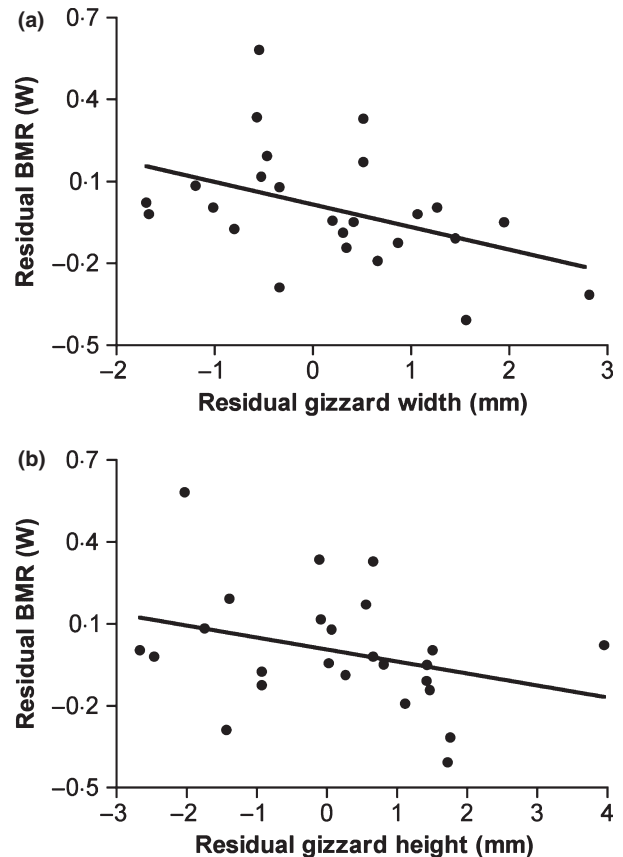 (a)
0·7
0·4
0·1
–0·2
–0·5
Residual BMR (W)
–2 –1 0 1 2 3
Residual gizzard width (mm)
(b)
0·7
0·4
0·1
–0·2
–0·5
Residual BMR (W)
–3 –2 –1 0 1 2 3 4
Residual gizzard height (mm)